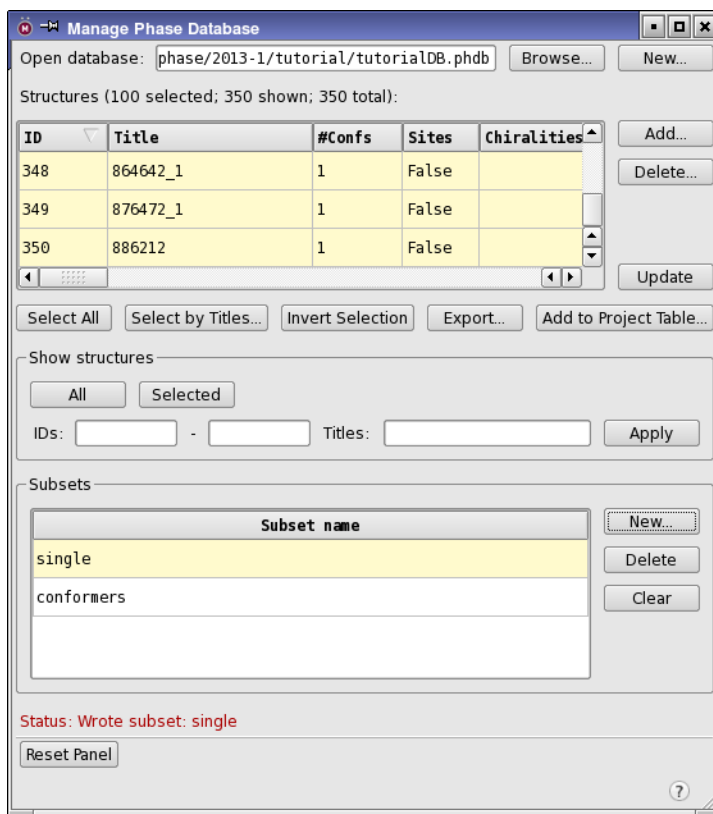 Manage Phase Database
Open database: phase/2013-1/tutorial/tutorialDB.phdb Browse... New...
Structures (100 selected; 350 shown; 350 total):
ID Title #Confs Sites Chiralities Add...
348 864642_1 1 False Delete...
349 876472_1 1 False
350 886212 1 False
Update
Select All Select by Titles... Invert Selection Export... Add to Project Table...
Show structures
All Selected
IDs: - Titles: Apply
Subsets
Subset name New...
single Delete
conformers Clear
Status: Wrote subset: single
Reset Panel
?